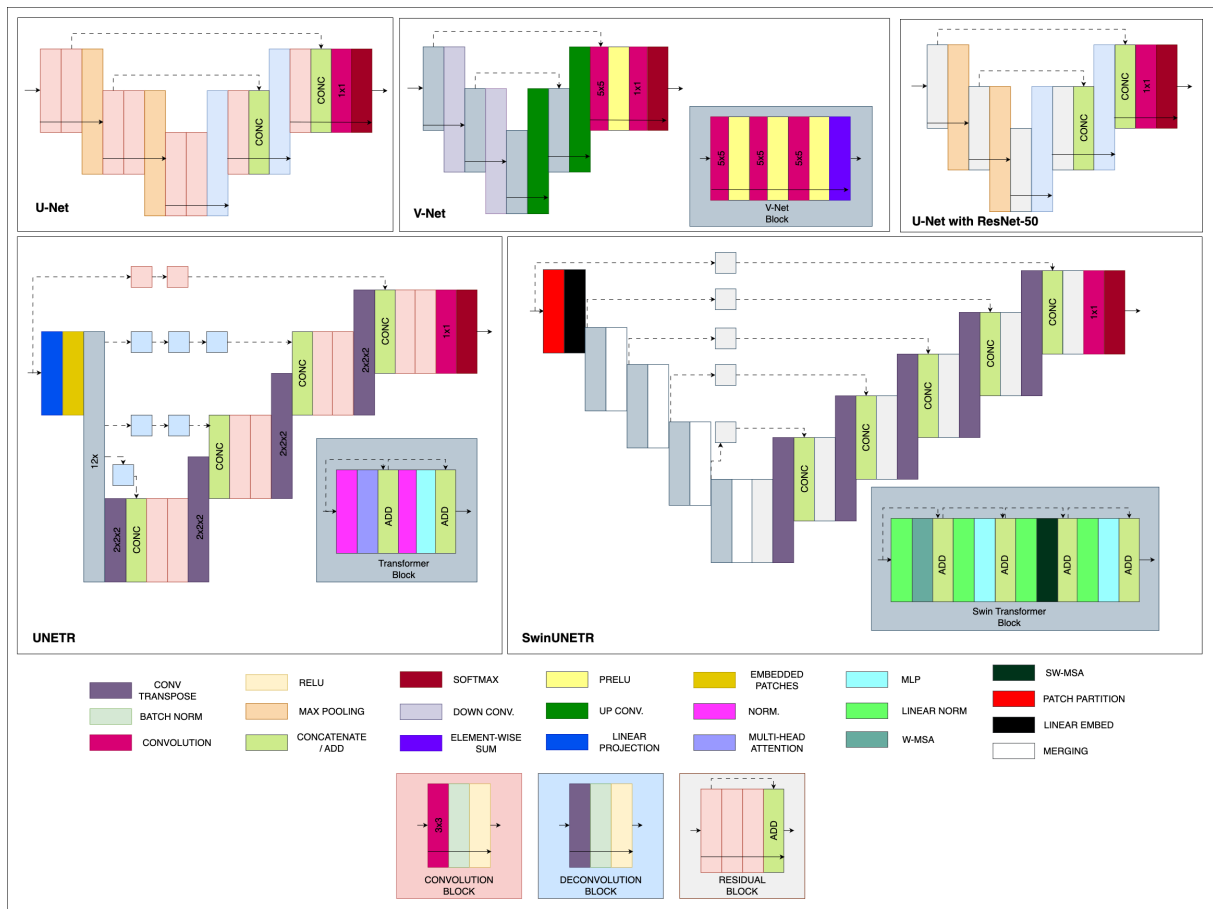 CONC
CONC
1x1
U-Net
5x5
1x1
V-Net
5x5
5x5
5x5
V-Net
Block
CONC
CONC
1x1
U-Net with ResNet-50
12x
2x2x2
CONC
2x2x2
CONC
2x2x2
CONC
2x2x2
CONC
1x1
ADD
ADD
Transformer
Block
UNETR
CONC
CONC
CONC
CONC
CONC
1x1
ADD
ADD
ADD
ADD
Swin Transformer
Block
SwinUNETR
CONV
TRANSPOSE
RELU
SOFTMAX
PRELU
EMBEDDED
PATCHES
MLP
SW-MSA
BATCH NORM
MAX POOLING
DOWN CONV.
UP CONV.
NORM.
LINEAR NORM
PATCH PARTITION
CONVOLUTION
CONCATENATE
/ ADD
ELEMENT-WISE
SUM
LINEAR
PROJECTION
MULTI-HEAD
ATTENTION
W-MSA
LINEAR EMBED
MERGING
3x3
CONVOLUTION
BLOCK
DECONVOLUTION
BLOCK
ADD
RESIDUAL
BLOCK